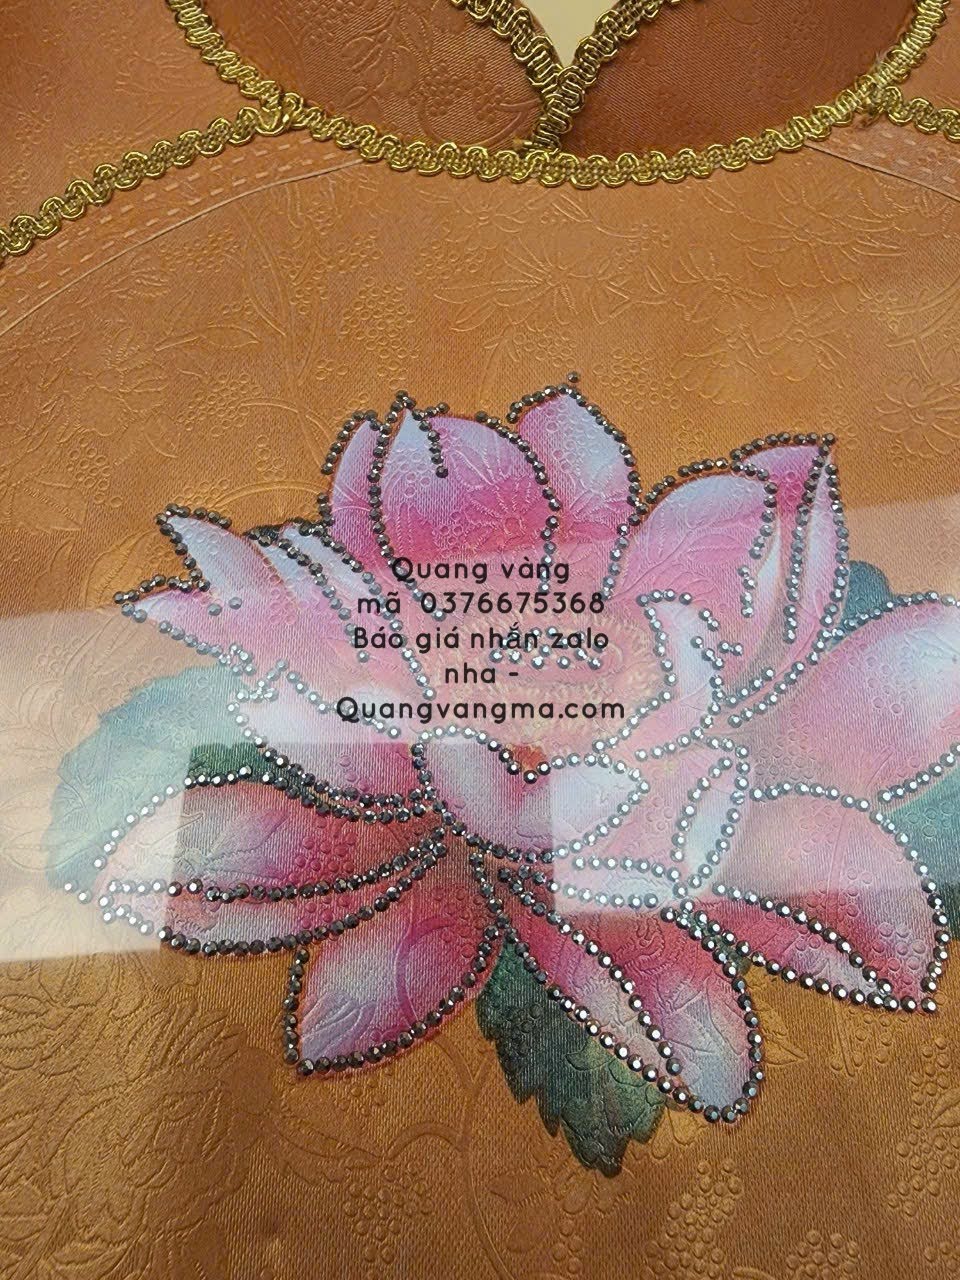 Quang vàng
mã 0376675368
Báo giá nhắn zalo
nha -
Quangvangma.com